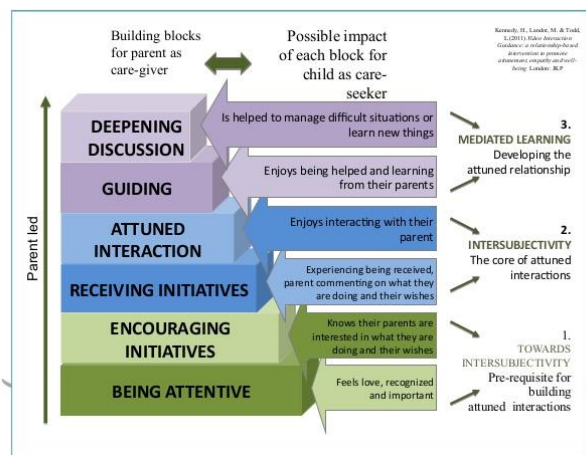 Building blocks
for parent as
care-giver
Possible impact
of each block for
child as care-
seeker
Kennedy, H., Landor, M. & Todd,
L.(2011) Video Interaction
Guidance: a relationship-based
intervention to promote
attunement, empathy and well-
being. London: JKP
Parent led
DEEPENING
DISCUSSION
Is helped to manage difficult situations or
learn new things
3.
MEDIATED LEARNING
Developing the
attuned relationship
GUIDING
Enjoys being helped and learning
from their parents
ATTUNED
INTERACTION
Enjoys interacting with their
parent
2.
INTERSUBJECTIVITY
The core of attuned
interactions
RECEIVING INITIATIVES
Experiencing being received,
parent commenting on what they
are doing and their wishes
ENCOURAGING
INITIATIVES
Knows their parents are
interested in what they are
doing and their wishes
1.
TOWARDS
INTERSUBJECTIVITY
Pre-requisite for
building
attuned interactions
BEING ATTENTIVE
Feels love, recognized
and important